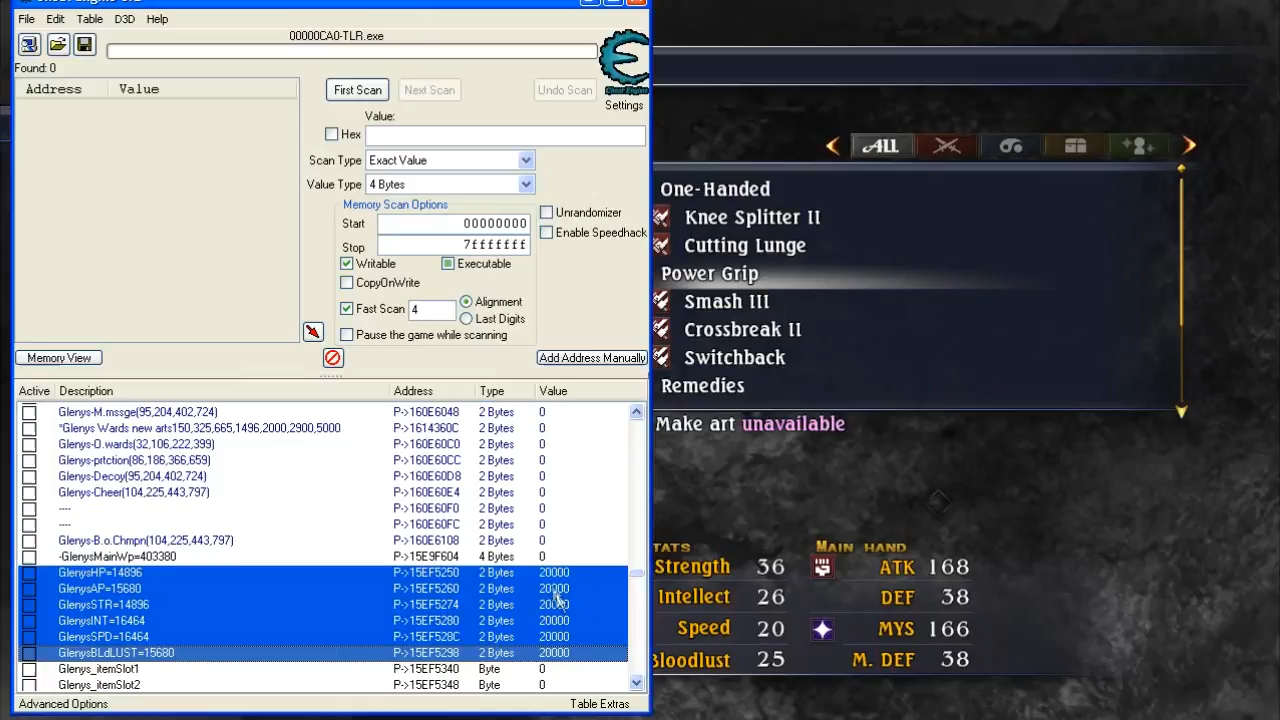 File Edit Table D3D Help
00000CA0-TLR.exe
Found: 0
Address Value
First Scan Next Scan Undo Scan
Settings
Value:
Hex
Scan Type Exact Value
Value Type 4 Bytes
Memory Scan Options
Start 00000000
Stop 7fffffff
Unrandomizer
Enable Speedhack
Writable Executable
CopyOnWrite
Fast Scan 4 Alignment
Last Digits
Pause the game while scanning
Memory View Add Address Manually
Active Description Address Type Value
Glenys-M.mssge(95,204,402,724) P->160E6048 2 Bytes 0
*Glenys Wards new arts150,325,665,1496,2000,2900,5000 P->1614360C 2 Bytes 0
Glenys-O.wards(32,106,222,399) P->160E60C0 2 Bytes 0
Glenys-prtction(86,186,366,659) P->160E60CC 2 Bytes 0
Glenys-Decoy(95,204,402,724) P->160E60D8 2 Bytes 0
Glenys-Cheer(104,225,443,797) P->160E60E4 2 Bytes 0
---- P->160E60F0 2 Bytes 0
---- P->160E60FC 2 Bytes 0
Glenys-B.o.Chmpn(104,225,443,797) P->160E6108 2 Bytes 0
-GlenysMainWp=403380 P->15E9F604 4 Bytes 0
GlenysHP=14896 P->15EF5250 2 Bytes 20000
GlenysAP=15680 P->15EF5260 2 Bytes 20000
GlenysSTR=14896 P->15EF5274 2 Bytes 20000
GlenysINT=16464 P->15EF5280 2 Bytes 20000
GlenysSPD=16464 P->15EF528C 2 Bytes 20000
GlenysBLdLUST=15680 P->15EF5298 2 Bytes 20000
Glenys_itemSlot1 P->15EF5340 Byte 0
Glenys_itemSlot2 P->15EF5348 Byte 0
Advanced Options Table Extras
ALL
One-Handed
Knee Splitter II
Cutting Lunge
Power Grip
Smash III
Crossbreak II
Switchback
Remedies
Make art unavailable
MAIN HAND
Strength 36 ATK 168
Intellect 26 DEF 38
Speed 20 MYS 166
Bloodlust 25 M. DEF 38